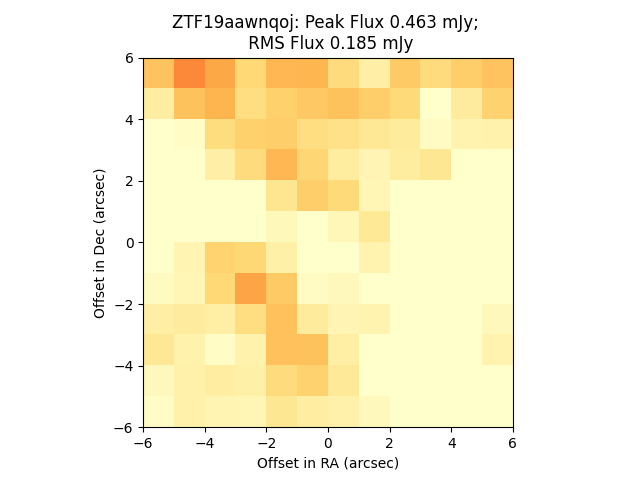 ZTF19aawnqoj: Peak Flux 0.463 mJy;
RMS Flux 0.185 mJy
6
4
2
0
−2
−4
−6
Offset in Dec (arcsec)
−6 −4 −2 0 2 4 6
Offset in RA (arcsec)